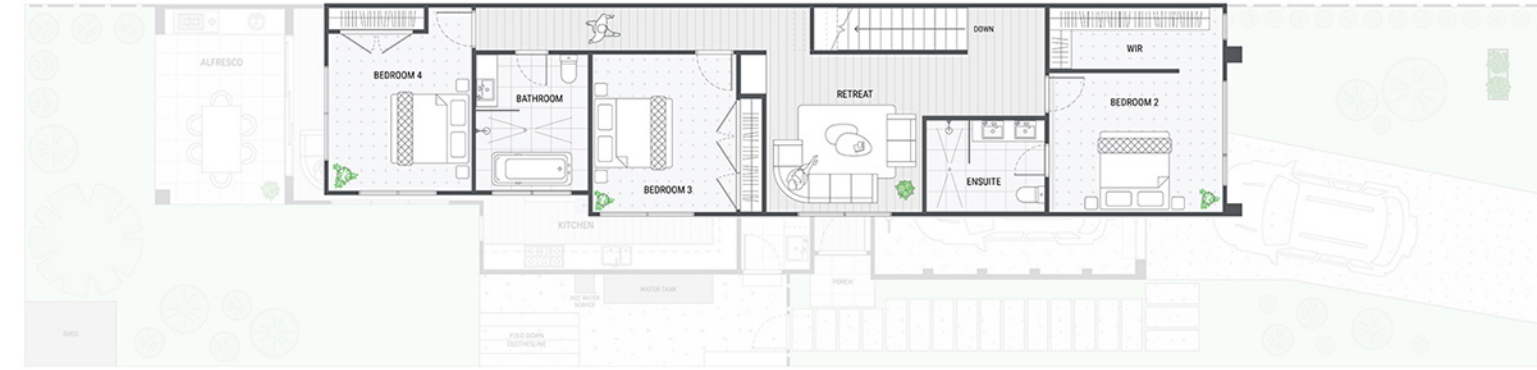 DOWN
WIR
ALFRESCO
BEDROOM 4
BATHROOM
RETREAT
BEDROOM 2
BEDROOM 3
ENSUITE
KITCHEN
PORCH
WATER TANK
HOT WATER
SERVICE
SHED
FOLD DOWN
CLOTHESLINE